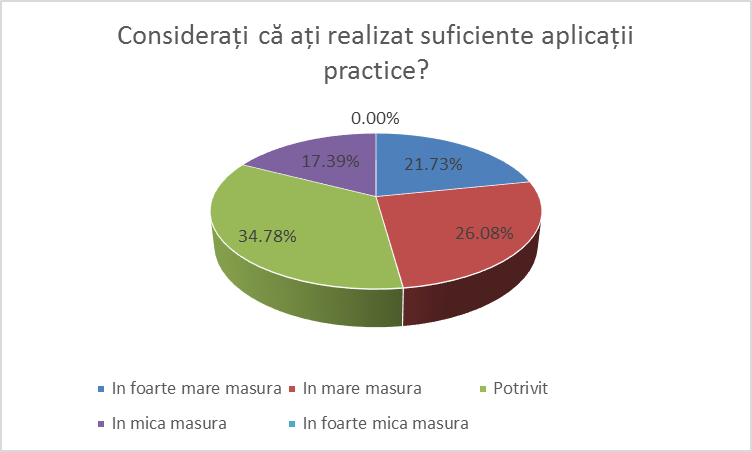 Considerați că ați realizat suficiente aplicații
practice?
0.00%
17.39%
21.73%
34.78%
26.08%
In foarte mare masura
In mare masura
Potrivit
In mica masura
In foarte mica masura